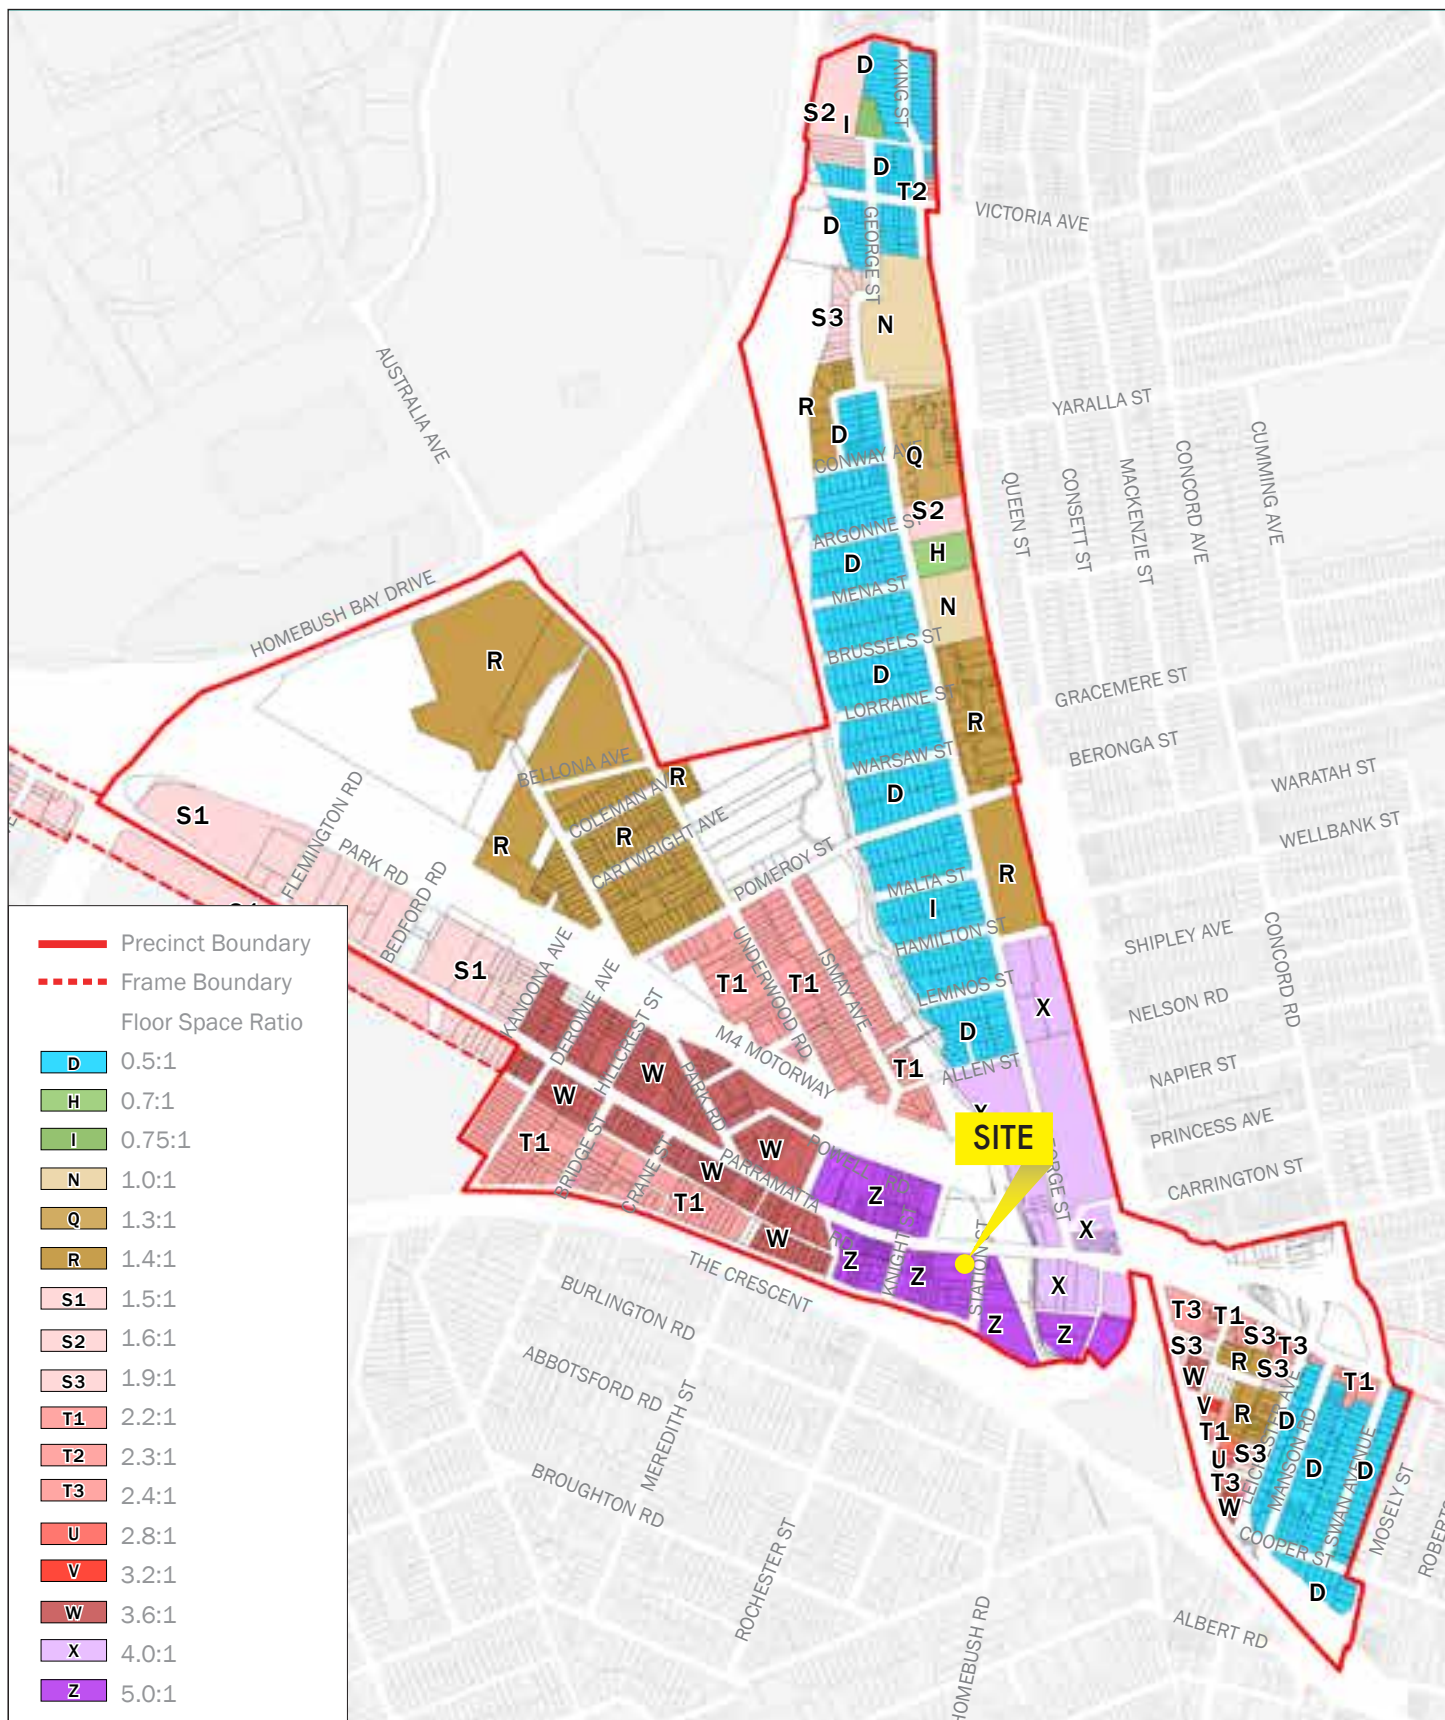 D
KING ST
S2
I
D
T2
VICTORIA AVE
D
GEORGE ST
S3
N
AUSTRALIA AVE
YARALLA ST
R
D
CONWAY AVE
Q
CUMMING AVE
CONCORD AVE
MACKENZIE ST
CONSETT ST
QUEEN ST
S2
ARGONNE ST
H
D
MENA ST
N
HOMEBUSH BAY DRIVE
BRUSSELS ST
R
D
GRACEMERE ST
LORRAINE ST
R
BERONGA ST
WARSAW ST
BELLONA AVE
R
WARATAH ST
D
COLEMAN AVE
S1
R
R
CARTWRIGHT AVE
WELLBANK ST
FLEMINGTON RD
PARK RD
POMEROY ST
R
MALTA ST
I
BEDFORD RD
HAMILTON ST
SHIPLEY AVE
CONCORD RD
S1
KANOONA AVE
DEROWIE AVE
UNDERWOOD RD
ISMAY AVE
T1
T1
LEMNOS ST
X
NELSON RD
HILLCREST ST
D
M4 MOTORWAY
T1
ALLEN ST
NAPIER ST
W
W
PARK RD
X
PRINCESS AVE
SITE
T1
BRIDGE ST
CRANE ST
W
W
POWELL RD
PARRAMATTA RD
CARRINGTON ST
T1
Z
KNIGHT ST
STATION ST
X
W
Z
Z
THE CRESCENT
X
Z
Z
BURLINGTON RD
ABBOTSFORD RD
MEREDITH ST
BROUGHTON RD
ROCHESTER ST
HOMEBUSH RD
T3
T1
S3
T3
S3
R
S3
W
T1
V
R
D
T1
S3
U
T3
W
D
D
MANSON RD
SWAN AVENUE
MOSELY ST
COOPER ST
D
ALBERT RD
Precinct Boundary
Frame Boundary
Floor Space Ratio
D 0.5:1
H 0.7:1
I 0.75:1
N 1.0:1
Q 1.3:1
R 1.4:1
S1 1.5:1
S2 1.6:1
S3 1.9:1
T1 2.2:1
T2 2.3:1
T3 2.4:1
U 2.8:1
V 3.2:1
W 3.6:1
X 4.0:1
Z 5.0:1